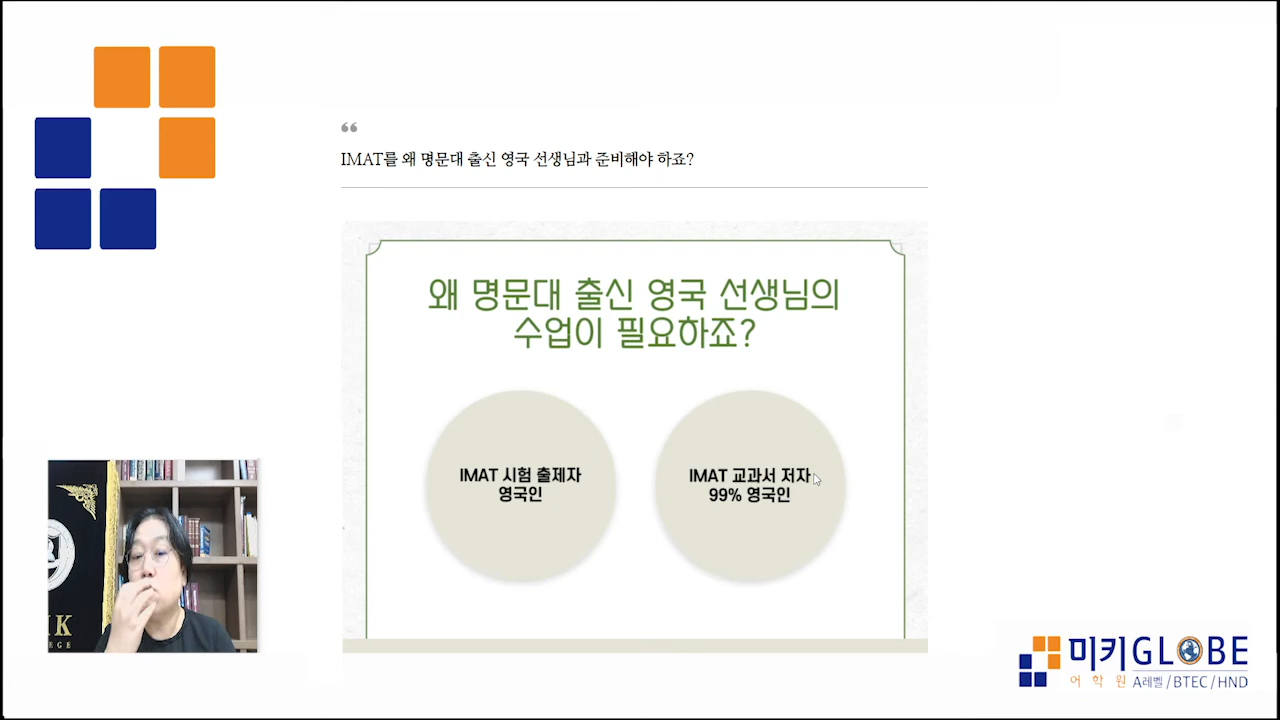 “
IMAT를 왜 명문대 출신 영국 선생님과 준비해야 하죠?
왜 명문대 출신 영국 선생님의
수업이 필요하죠?
IMAT 시험 출제자
영국인
IMAT 교과서 저자
99% 영국인
K
EGE
미키GLOBE
어학원 A레벨/BTEC/HND